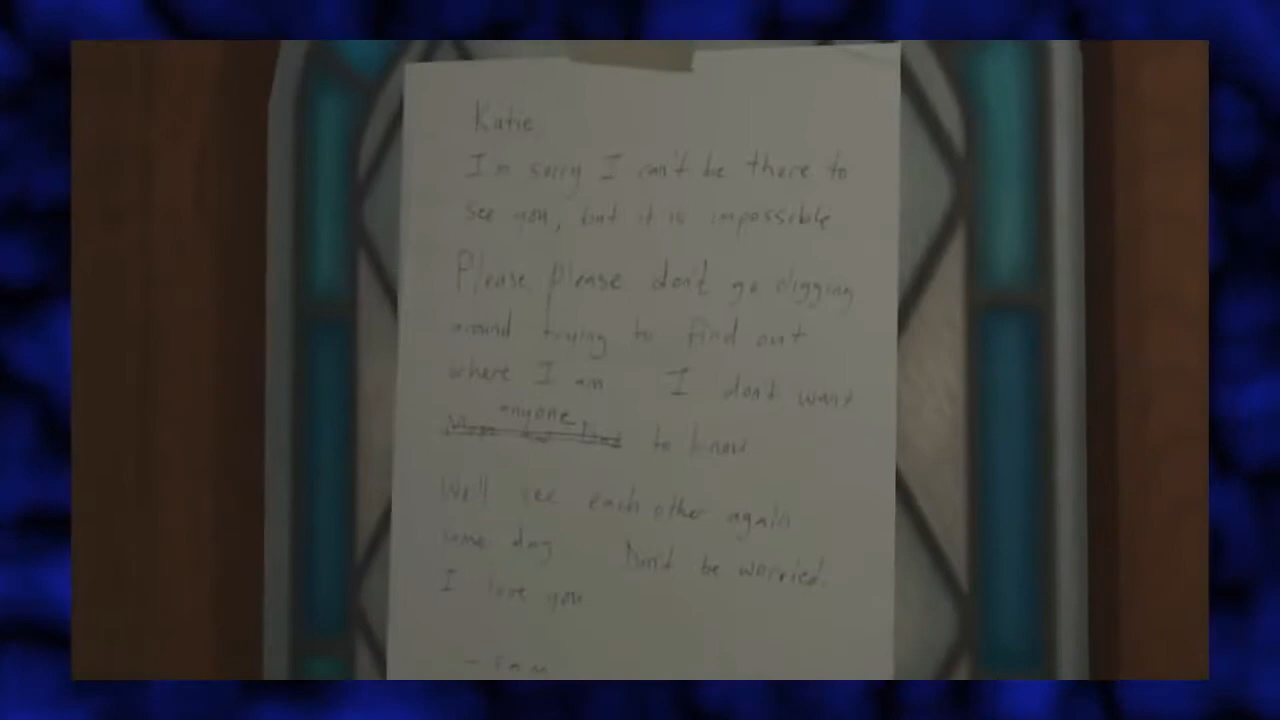 Katie
I'm sorry I can't be there to
see you, but it is impossible
Please Please don't go digging
around trying to find out
where I am I don't want
anyone to know
We'll see each other again
some day Don't be worried.
I love you
- Sam